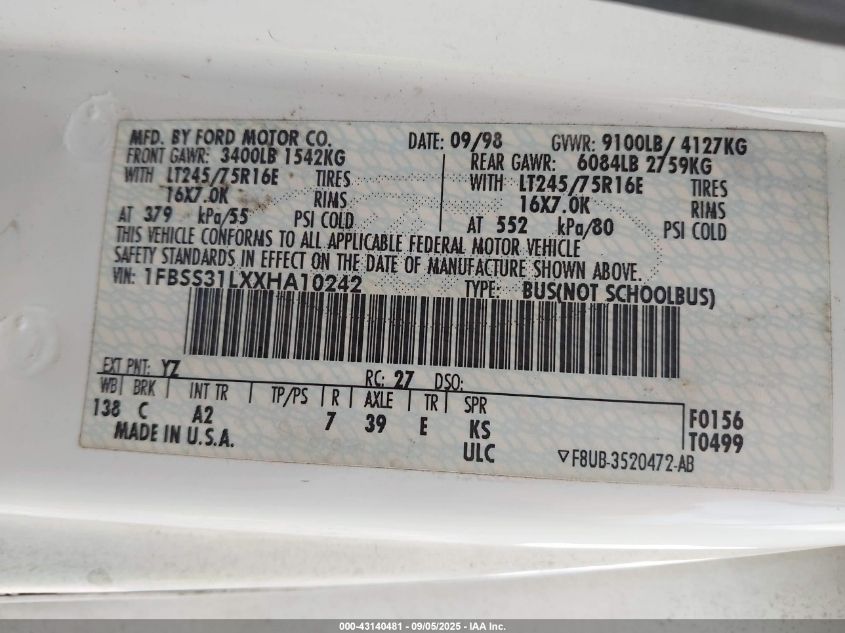 MFD. BY FORD MOTOR CO. DATE: 09/98 GVWR: 9100LB/ 4127KG
FRONT GAWR: 3400LB 1542KG REAR GAWR: 6084LB 2759KG
WITH LT245/75R16E TIRES WITH LT245/75R16E TIRES
16X7.0K RIMS 16X7.0K RIMS
AT 379 kPa/55 PSI COLD AT 552 kPa/80 PSI COLD
THIS VEHICLE CONFORMS TO ALL APPLICABLE FEDERAL MOTOR VEHICLE
SAFETY STANDARDS IN EFFECT ON THE DATE OF MANUFACTURE SHOWN ABOVE.
VIN: 1FBSS31LXXHA10242 TYPE: BUS(NOT SCHOOLBUS)
EXT PNT: YZ RC: 27 DSO:
WB BRK INT TR TP/PS R AXLE TR SPR
138 C A2 7 39 E KS F0156
MADE IN U.S.A. ULC T0499
F8UB-3520472-AB
000-43140481 - 09/05/2025 - IAA Inc.